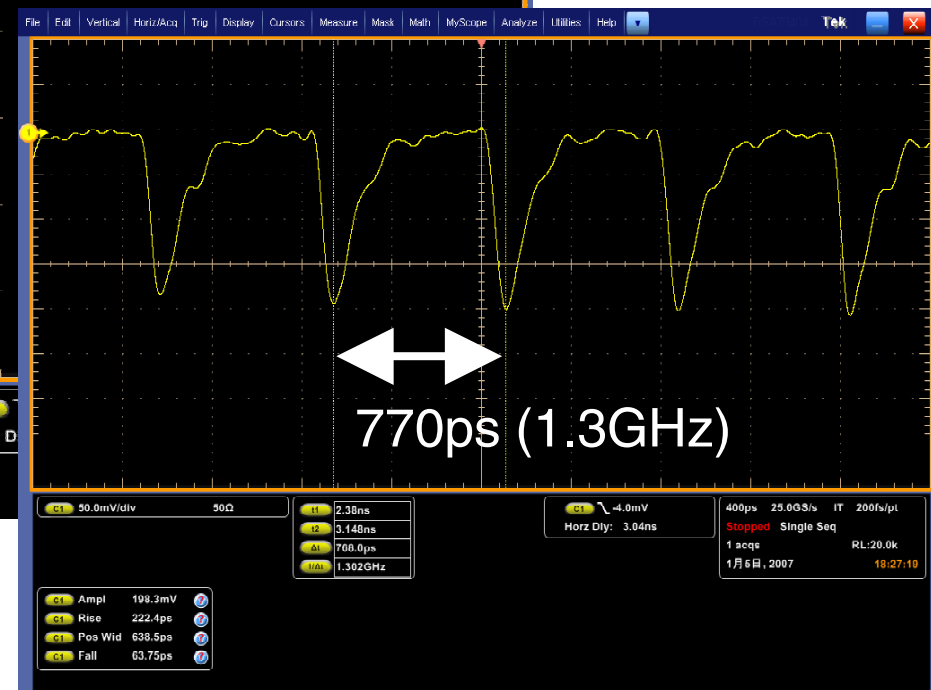 File Edit Vertical Horiz/Acq Trig Display Cursors Measure Mask Math MyScope Analyze Utilities Help Tek X
1
770ps (1.3GHz)
D
C1 50.0mV/div 50Ω
t1 2.38ns
t2 3.148ns
Δt 768.0ps
1/Δt 1.302GHz
C1 -4.0mV
Horz Dly: 3.04ns
400ps 25.0GS/s IT 200fs/pt
Stopped Single Seq
1 acqs RL:20.0k
1月5日, 2007 18:27:19
C1 Ampl 198.3mV
C1 Rise 222.4ps
C1 Pos Wid 638.5ps
C1 Fall 63.75ps